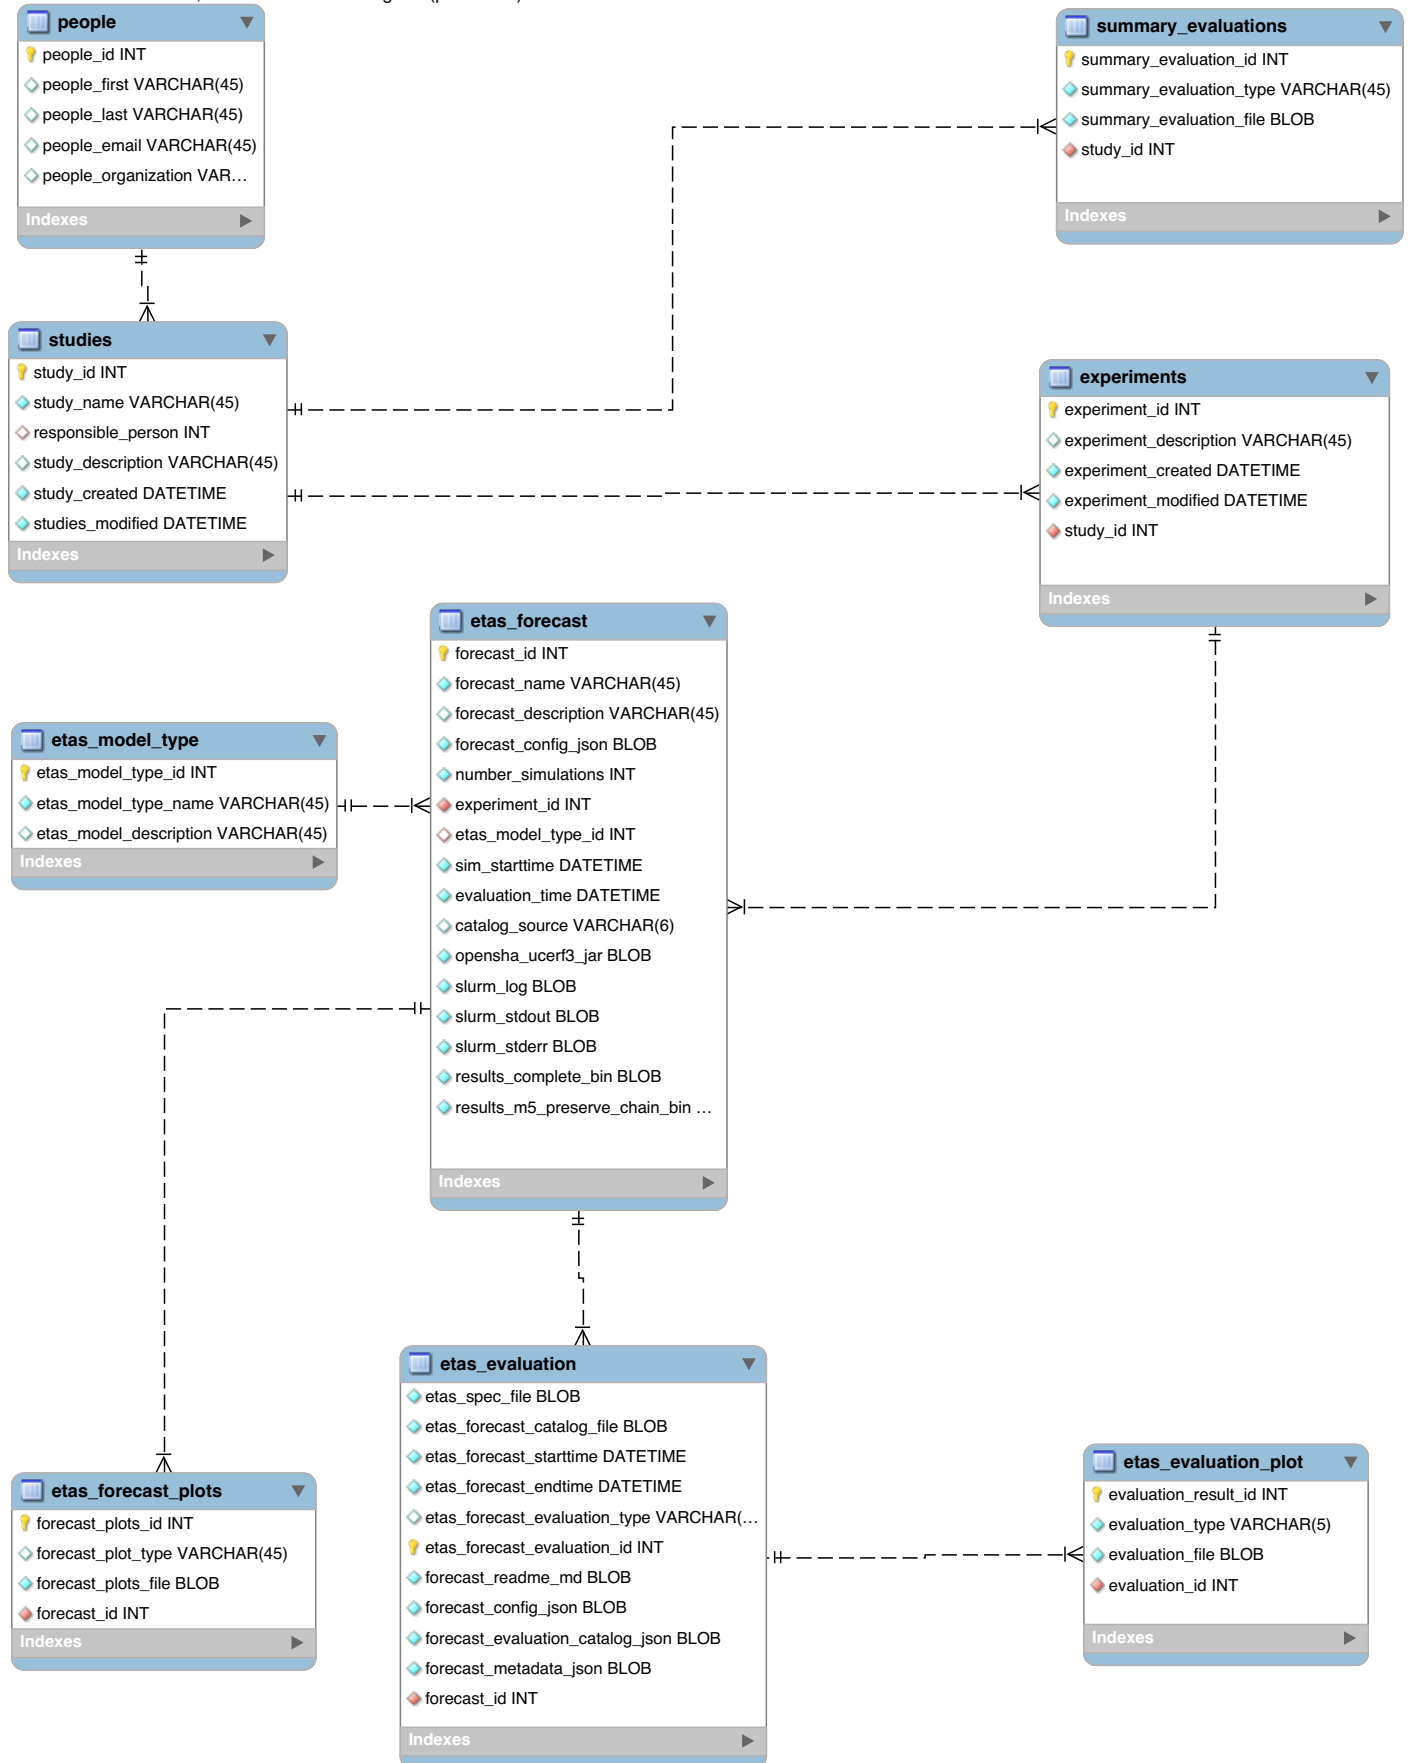 people
people_id INT
people_first VARCHAR(45)
people_last VARCHAR(45)
people_email VARCHAR(45)
people_organization VAR...
Indexes
summary_evaluations
summary_evaluation_id INT
summary_evaluation_type VARCHAR(45)
summary_evaluation_file BLOB
study_id INT
Indexes
studies
study_id INT
study_name VARCHAR(45)
responsible_person INT
study_description VARCHAR(45)
study_created DATETIME
studies_modified DATETIME
Indexes
experiments
experiment_id INT
experiment_description VARCHAR(45)
experiment_created DATETIME
experiment_modified DATETIME
study_id INT
Indexes
etas_forecast
forecast_id INT
forecast_name VARCHAR(45)
forecast_description VARCHAR(45)
forecast_config_json BLOB
number_simulations INT
experiment_id INT
etas_model_type_id INT
sim_starttime DATETIME
evaluation_time DATETIME
catalog_source VARCHAR(6)
opensha_ucerf3_jar BLOB
slurm_log BLOB
slurm_stdout BLOB
slurm_stderr BLOB
results_complete_bin BLOB
results_m5_preserve_chain_bin ...
Indexes
etas_model_type
etas_model_type_id INT
etas_model_type_name VARCHAR(45)
etas_model_description VARCHAR(45)
Indexes
etas_evaluation
etas_spec_file BLOB
etas_forecast_catalog_file BLOB
etas_forecast_starttime DATETIME
etas_forecast_endtime DATETIME
etas_forecast_evaluation_type VARCHAR(...
etas_forecast_evaluation_id INT
forecast_readme_md BLOB
forecast_config_json BLOB
forecast_evaluation_catalog_json BLOB
forecast_metadata_json BLOB
forecast_id INT
Indexes
etas_forecast_plots
forecast_plots_id INT
forecast_plot_type VARCHAR(45)
forecast_plots_file BLOB
forecast_id INT
Indexes
etas_evaluation_plot
evaluation_result_id INT
evaluation_type VARCHAR(5)
evaluation_file BLOB
evaluation_id INT
Indexes